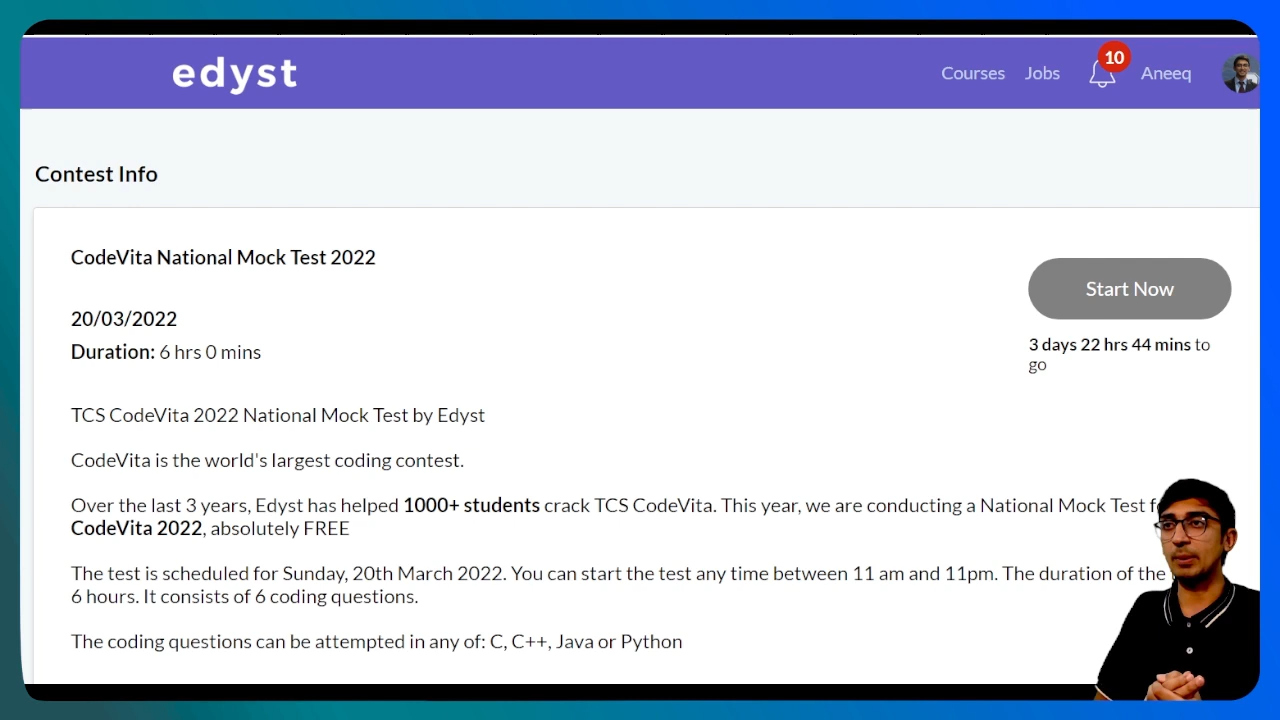 edyst
Courses Jobs 10 Aneeq
Contest Info
CodeVita National Mock Test 2022
Start Now
20/03/2022
3 days 22 hrs 44 mins to
go
Duration: 6 hrs 0 mins
TCS CodeVita 2022 National Mock Test by Edyst
CodeVita is the world's largest coding contest.
Over the last 3 years, Edyst has helped 1000+ students crack TCS CodeVita. This year, we are conducting a National Mock Test
CodeVita 2022, absolutely FREE
The test is scheduled for Sunday, 20th March 2022. You can start the test any time between 11 am and 11pm. The duration of the
6 hours. It consists of 6 coding questions.
The coding questions can be attempted in any of: C, C++, Java or Python